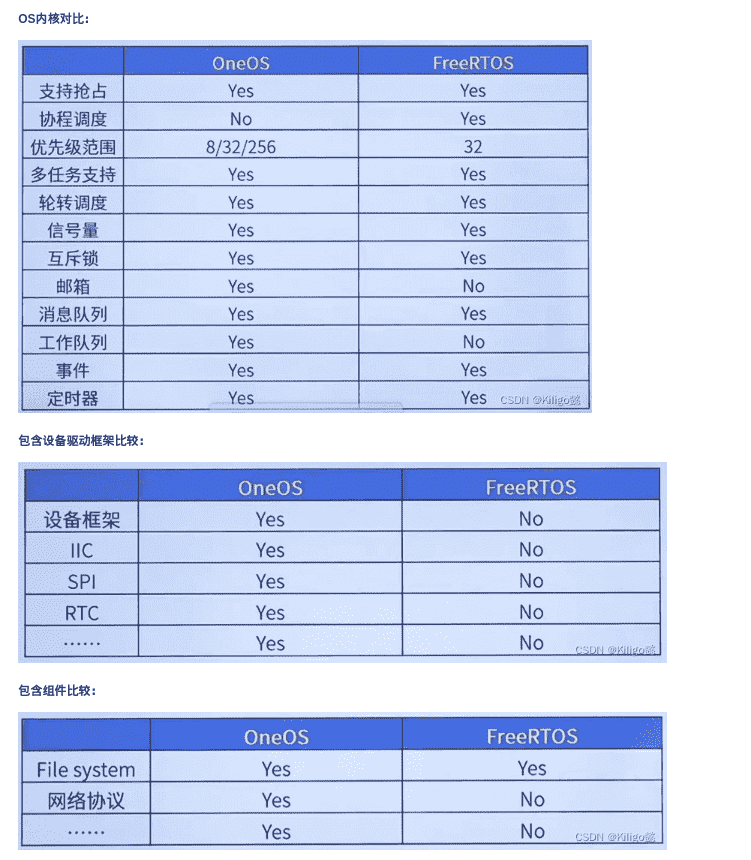 OS内核对比：
OneOS FreeRTOS
支持抢占 Yes Yes
协程调度 No Yes
优先级范围 8/32/256 32
多任务支持 Yes Yes
轮转调度 Yes Yes
信号量 Yes Yes
互斥锁 Yes Yes
邮箱 Yes No
消息队列 Yes Yes
工作队列 Yes No
事件 Yes Yes
定时器 Yes Yes
CSDN @Kiligo懿
包含设备驱动框架比较：
OneOS FreeRTOS
设备框架 Yes No
IIC Yes No
SPI Yes No
RTC Yes No
…… Yes No
CSDN @Kiligo懿
包含组件比较：
OneOS FreeRTOS
File system Yes Yes
网络协议 Yes No
…… Yes No
CSDN @Kiligo懿